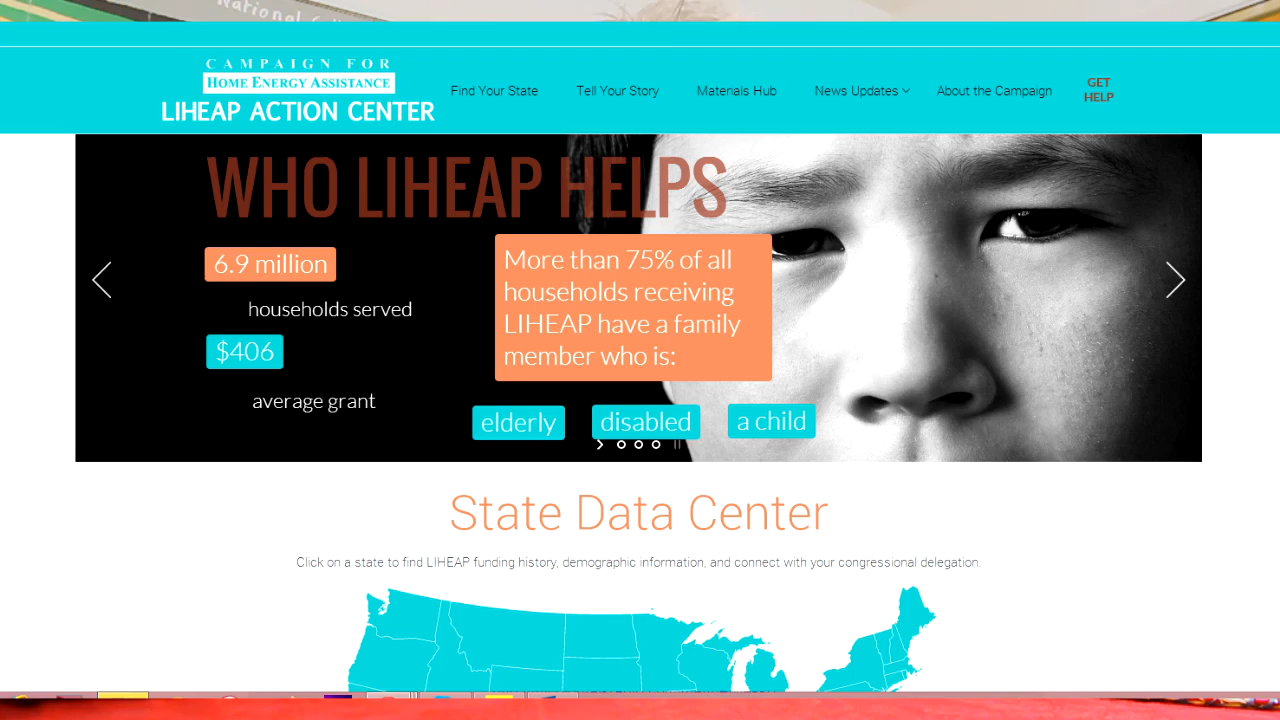 National
CAMPAIGN FOR
HOME ENERGY ASSISTANCE
LIHEAP ACTION CENTER
Find Your State
Tell Your Story
Materials Hub
News Updates
About the Campaign
GET
HELP
WHO LIHEAP HELPS
6.9 million
households served
$406
average grant
More than 75% of all
households receiving
LIHEAP have a family
member who is:
elderly
disabled
a child
State Data Center
Click on a state to find LIHEAP funding history, demographic information, and connect with your congressional delegation.